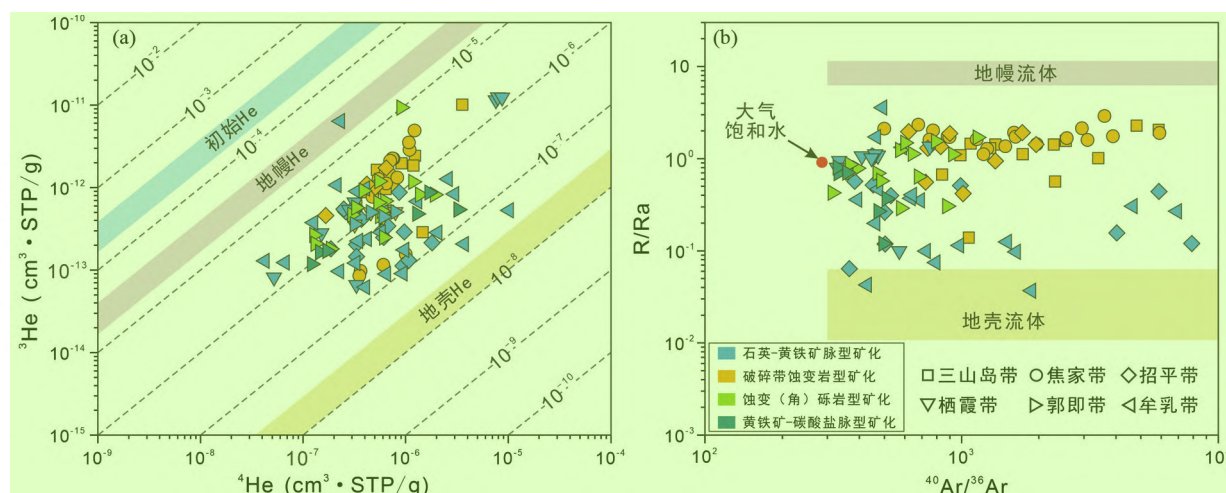 (a)
³He (cm³·STP/g)
10⁻¹⁰
10⁻¹¹
10⁻¹²
10⁻¹³
10⁻¹⁴
10⁻¹⁵
10⁻⁹
10⁻⁸
10⁻⁷
10⁻⁶
10⁻⁵
10⁻⁴
⁴He (cm³·STP/g)
10⁻²
10⁻³
10⁻⁴
10⁻⁵
10⁻⁶
10⁻⁷
10⁻⁸
10⁻⁹
10⁻¹⁰
初始He
地幔He
地壳He
(b)
R/Ra
10
10⁰
10⁻¹
10⁻²
10⁻³
10²
10³
10
⁴⁰Ar/³⁶Ar
地幔流体
大气
饱和水
地壳流体
石英-黄铁矿脉型矿化
破碎带蚀变岩型矿化
蚀变（角）砾岩型矿化
黄铁矿-碳酸盐脉型矿化
三山岛带 焦家带 招平带
栖霞带 郭即带 牟乳带